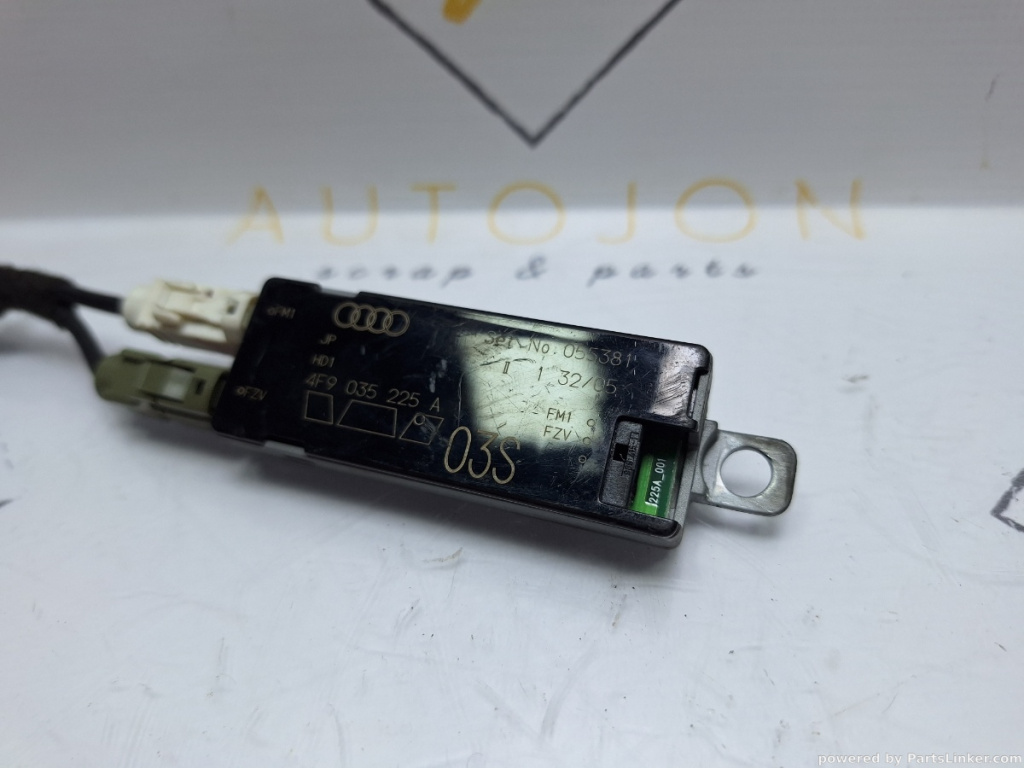 AUTOJON
scrap & parts
FM1
JP
HD1
4F9 035 225 A
FZV
03S
Ser.No. 055381
1 32/05
FM1
FZV
225A_001
powered by PartsLinker.com